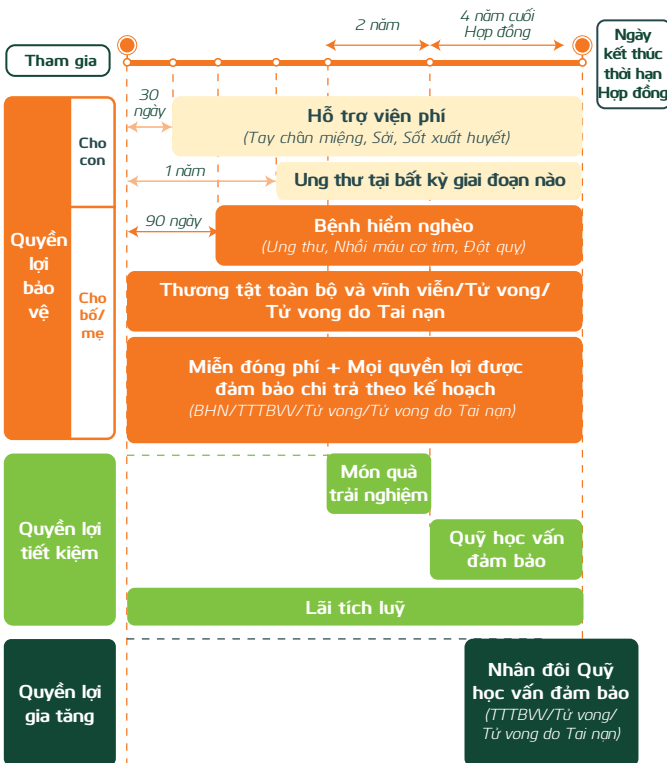 2 năm
4 năm cuối
Hợp đồng
Tham gia
Ngày
kết thúc
thời hạn
Hợp đồng
Quyền
lợi
bảo
vệ
Cho
con
30
ngày
Hỗ trợ viện phí
(Tay chân miệng, Sởi, Sốt xuất huyết)
1 năm
Ung thư tại bất kỳ giai đoạn nào
Cho
bố/
mẹ
90 ngày
Bệnh hiểm nghèo
(Ung thư, Nhồi máu cơ tim, Đột quỵ)
Thương tật toàn bộ và vĩnh viễn/Tử vong/
Tử vong do Tai nạn
Miễn đóng phí + Mọi quyền lợi được
đảm bảo chi trả theo kế hoạch
(BHN/TTTBVV/Tử vong/Tử vong do Tai nạn)
Quyền lợi
tiết kiệm
Món quà
trải nghiệm
Quỹ học vấn
đảm bảo
Lãi tích luỹ
Quyền lợi
gia tăng
Nhân đôi Quỹ
học vấn đảm bảo
(TTTBVV/Tử vong/
Tử vong do Tai nạn)